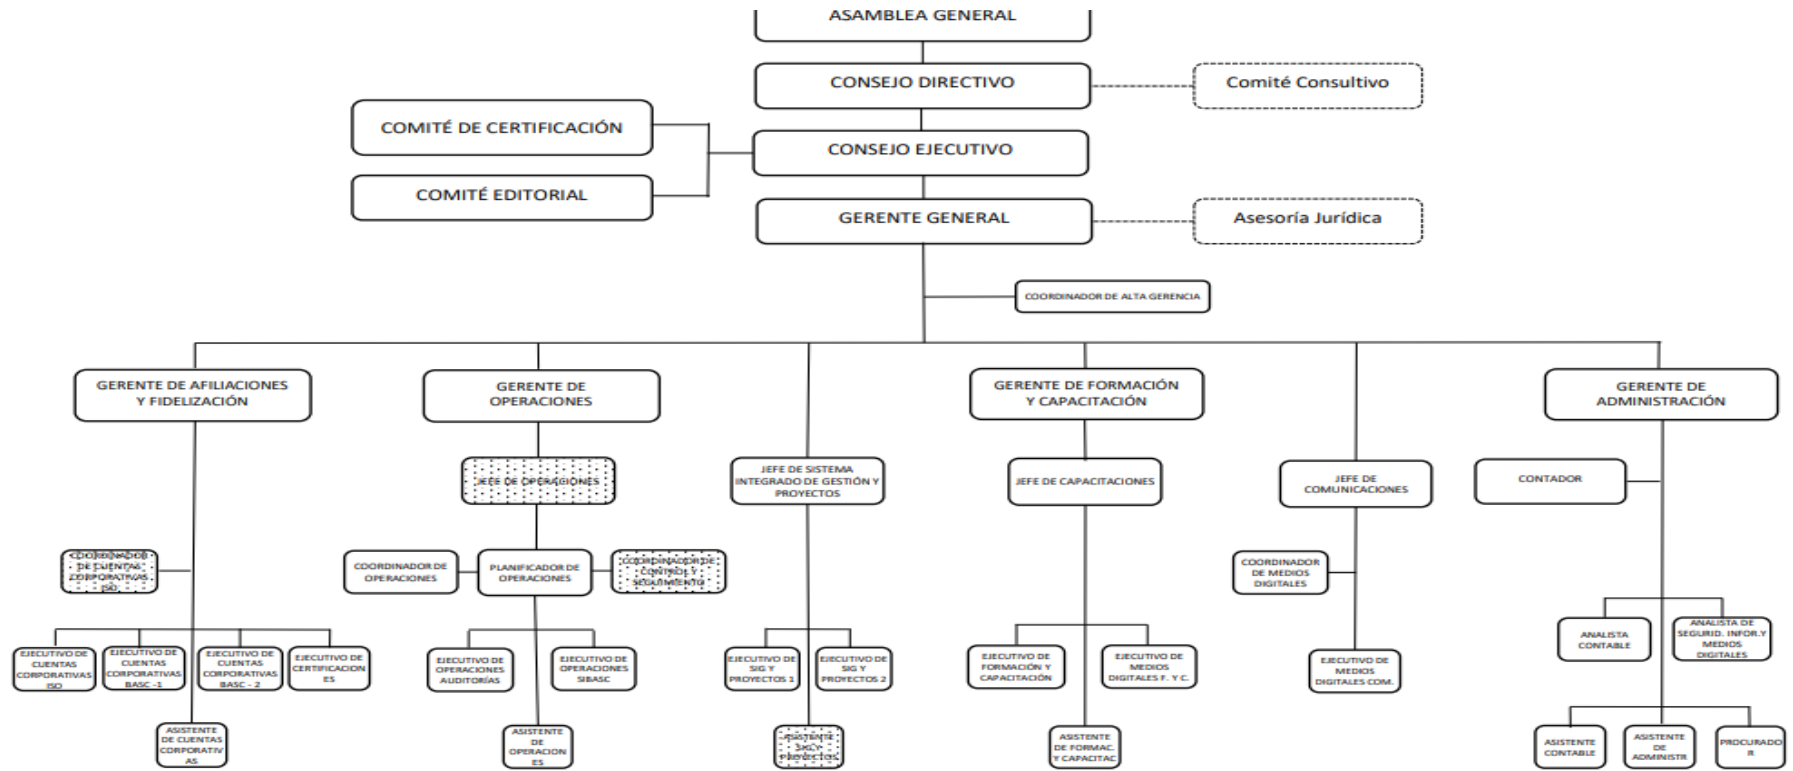 ASAMBLEA GENERAL
CONSEJO DIRECTIVO
Comité Consultivo
COMITÉ DE CERTIFICACIÓN
CONSEJO EJECUTIVO
COMITÉ EDITORIAL
GERENTE GENERAL
Asesoría Jurídica
COORDINADOR DE ALTA GERENCIA
GERENTE DE AFILIACIONES
Y FIDELIZACIÓN
GERENTE DE
OPERACIONES
GERENTE DE FORMACIÓN
Y CAPACITACIÓN
GERENTE DE
ADMINISTRACIÓN
JEFE DE OPERACIONES
JEFE DE SISTEMA
INTEGRADO DE GESTIÓN Y
PROYECTOS
JEFE DE CAPACITACIONES
JEFE DE
COMUNICACIONES
CONTADOR
COORDINADOR
DE CUENTAS
CORPORATIVAS
ISO
COORDINADOR DE
OPERACIONES
PLANIFICADOR DE
OPERACIONES
COORDINADOR DE
CONTROL Y
SEGUIMIENTO
COORDINADOR
DE MEDIOS
DIGITALES
EJECUTIVO DE
CUENTAS
CORPORATIVAS
ISO
EJECUTIVO DE
CUENTAS
CORPORATIVAS
BASC -1
EJECUTIVO DE
CUENTAS
CORPORATIVAS
BASC - 2
EJECUTIVO DE
CERTIFICACION
ES
EJECUTIVO DE
OPERACIONES
AUDITORÍAS
EJECUTIVO DE
OPERACIONES
SIBASC
EJECUTIVO DE
SIG Y
PROYECTOS 1
EJECUTIVO DE
SIG Y
PROYECTOS 2
EJECUTIVO DE
FORMACIÓN Y
CAPACITACIÓN
EJECUTIVO DE
MEDIOS
DIGITALES F. Y C.
EJECUTIVO DE
MEDIOS
DIGITALES COM.
ANALISTA
CONTABLE
ANALISTA DE
SEGURID. INFOR.Y
MEDIOS
DIGITALES
ASISTENTE
DE CUENTAS
CORPORATIV
AS
ASISTENTE
DE
OPERACION
ES
ASISTENTE
SIG Y
PROYECTOS
ASISTENTE
DE FORMAC.
Y CAPACITAC
ASISTENTE
CONTABLE
ASISTENTE
DE
ADMINISTR
PROCURADO
R